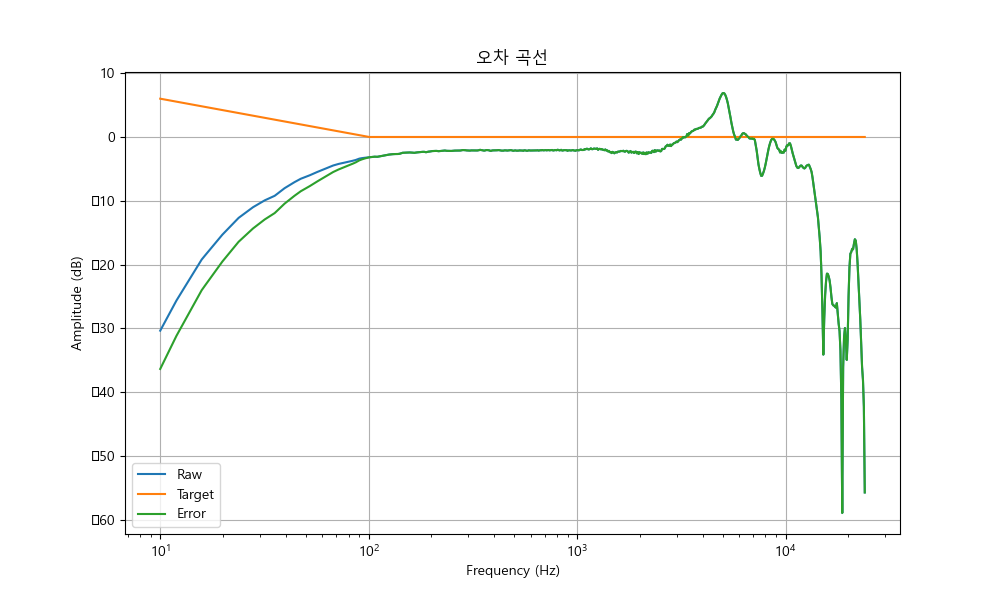 오차 곡선
Amplitude (dB)
10
0
▯10
▯20
▯30
▯40
▯50
▯60
Raw
Target
Error
10¹
10²
10³
10⁴
Frequency (Hz)